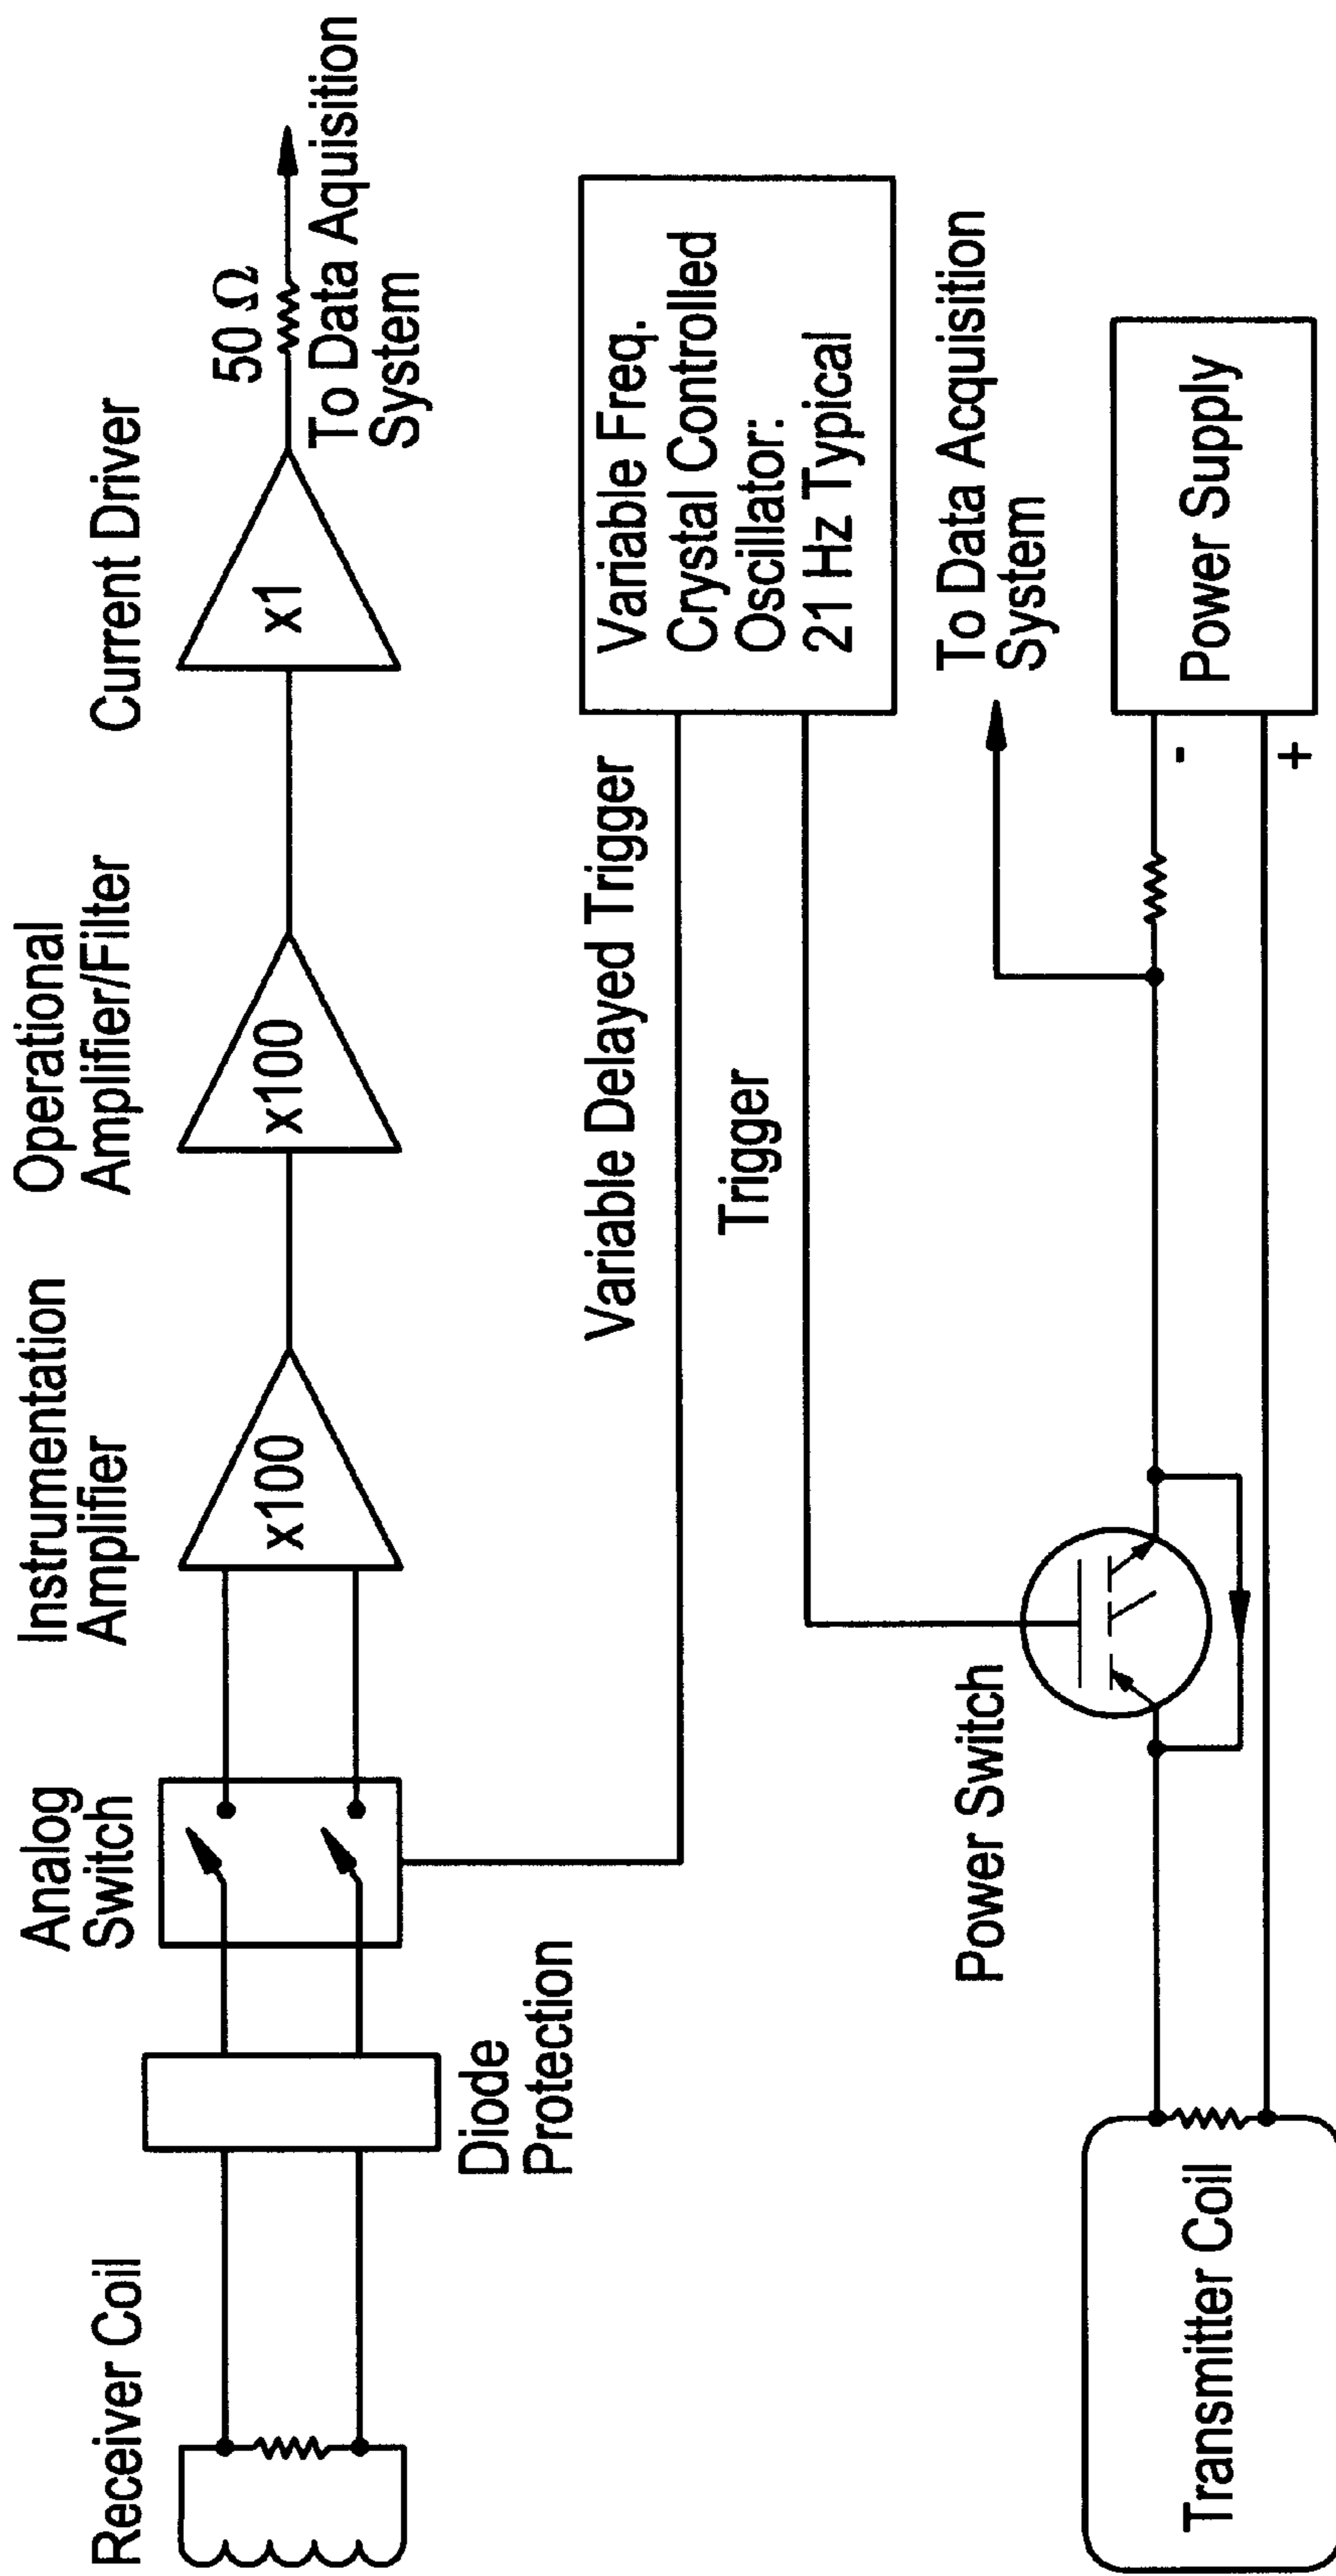 Receiver Coil
Diode
Protection
Analog
Switch
Instrumentation
Amplifier
x100
Operational
Amplifier/Filter
x100
Current Driver
x1
50 Ω
To Data Aquisition
System
Variable Delayed Trigger
Trigger
Variable Freq.
Crystal Controlled
Oscillator:
21 Hz Typical
Power Switch
To Data Acquisition
System
Transmitter Coil
-
+
Power Supply